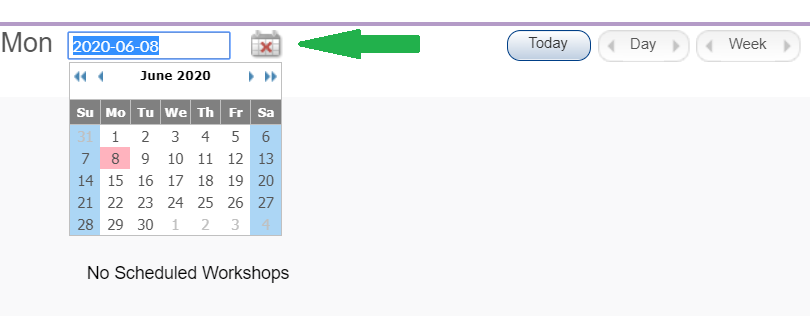 Mon 2020-06-08 Today Day Week
June 2020
Su Mo Tu We Th Fr Sa
31 1 2 3 4 5 6
7 8 9 10 11 12 13
14 15 16 17 18 19 20
21 22 23 24 25 26 27
28 29 30 1 2 3 4
No Scheduled Workshops